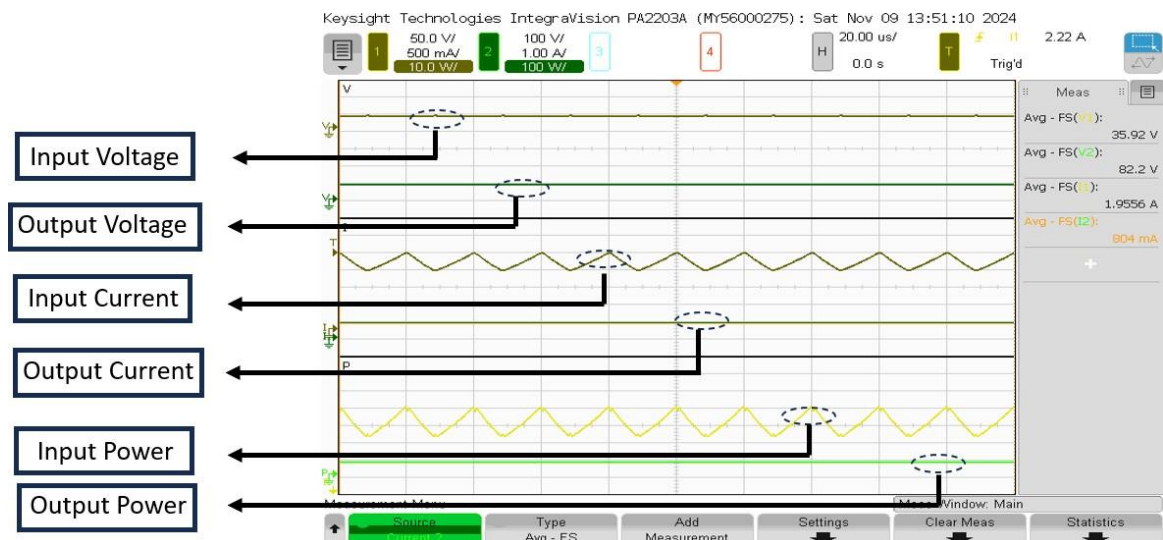 Keysight Technologies IntegraVision PA2203A (MY56000275): Sat Nov 09 13:51:10 2024
1
50.0 V/
500 mA/
10.0 W/
2
100 V/
1.00 A/
100 W/
3
4
H
20.00 us/
0.0 s
T
I1
2.22 A
Trig'd
V
I
P
T
Meas
Avg - FS(V1):
35.92 V
Avg - FS(V2):
82.2 V
Avg - FS(I1):
1.9556 A
Avg - FS(I2):
804 mA
+
Input Voltage
Output Voltage
Input Current
Output Current
Input Power
Output Power
Measurement Menu
Meas Window: Main
Source
Current 2
Type
Avg - FS
Add
Measurement
Settings
Clear Meas
Statistics